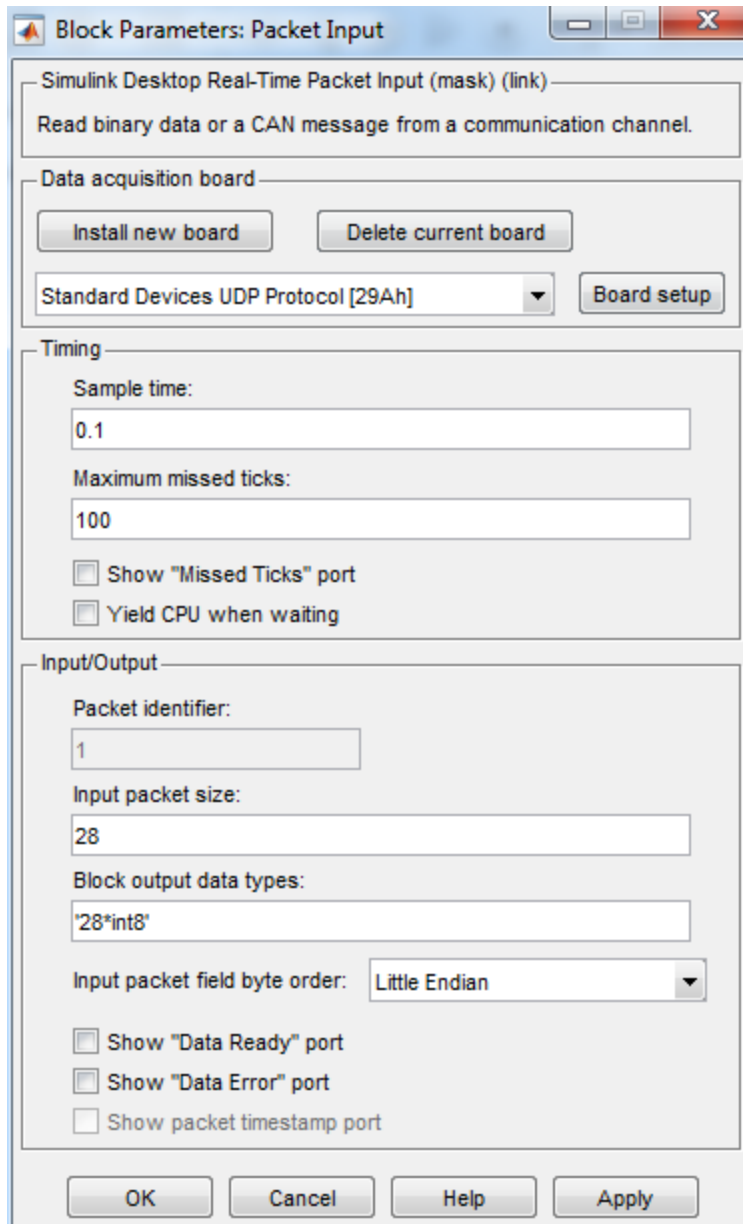 Block Parameters: Packet Input
Simulink Desktop Real-Time Packet Input (mask) (link)
Read binary data or a CAN message from a communication channel.
Data acquisition board
Install new board Delete current board
Standard Devices UDP Protocol [29Ah] Board setup
Timing
Sample time:
0.1
Maximum missed ticks:
100
Show "Missed Ticks" port
Yield CPU when waiting
Input/Output
Packet identifier:
1
Input packet size:
28
Block output data types:
'28*int8'
Input packet field byte order: Little Endian
Show "Data Ready" port
Show "Data Error" port
Show packet timestamp port
OK Cancel Help Apply